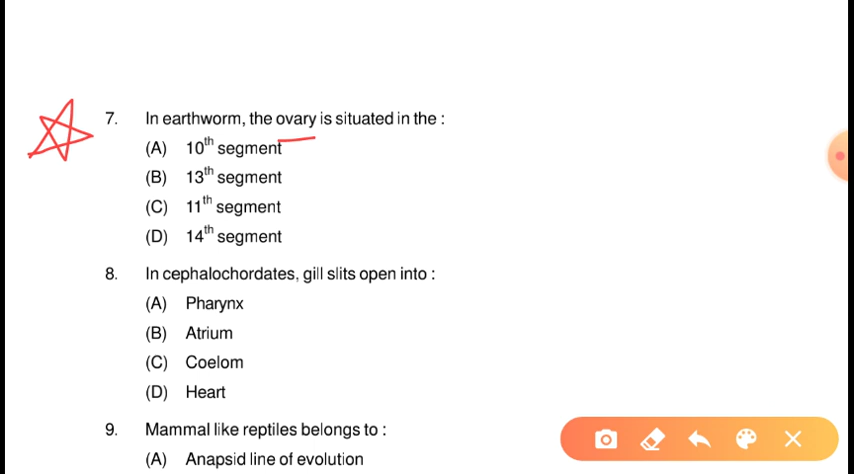 7. In earthworm, the ovary is situated in the :
(A) 10th segment
(B) 13th segment
(C) 11th segment
(D) 14th segment
8. In cephalochordates, gill slits open into :
(A) Pharynx
(B) Atrium
(C) Coelom
(D) Heart
9. Mammal like reptiles belongs to :
(A) Anapsid line of evolution